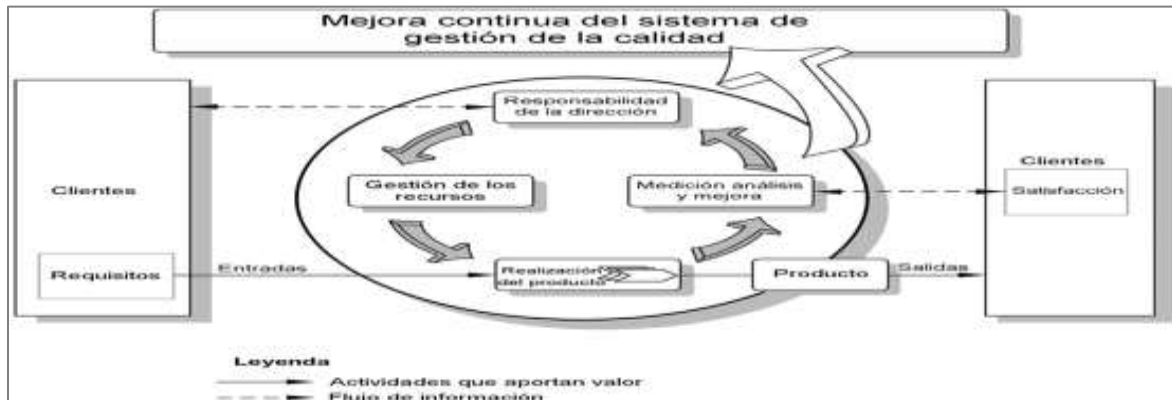 Mejora continua del sistema de
gestión de la calidad
Responsabilidad
de la dirección
Clientes
Gestión de los
recursos
Medición análisis
y mejora
Clientes
Satisfacción
Requisitos
Entradas
Realización
del producto
Producto
Salidas
Leyenda
Actividades que aportan valor
Flujo de información